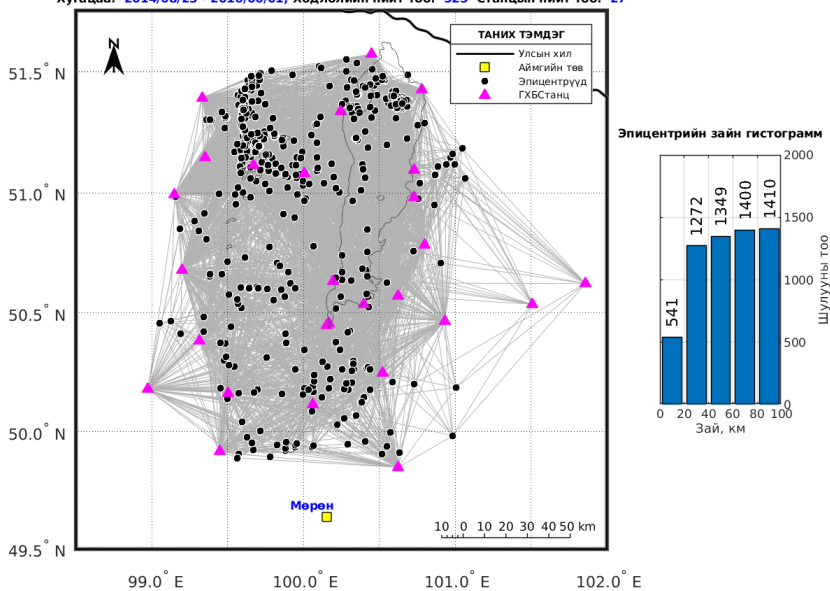 Хугацаа: 2014/08/25 - 2016/06/01, Хөдлөлийн нийт тоо: 325 Станцын нийт тоо: 27
N
ТАНИХ ТЭМДЭГ
Улсын хил
Аймгийн төв
Эпицентрүүд
ГХБСтанц
51.5° N
51.0° N
50.5° N
50.0° N
49.5° N
Мөрөн
10 0 10 20 30 40 50 km
99.0° E 100.0° E 101.0° E 102.0° E
Эпицентрийн зайн гистограмм
541
1272
1349
1400
1410
2000
1500
1000
500
0
Шулууны тоо
0 20 40 60 80 100
Зай, км